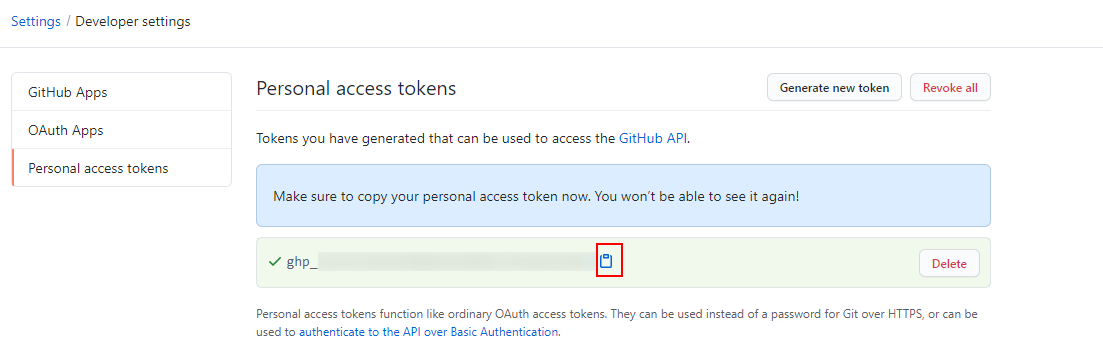 Settings / Developer settings
GitHub Apps
OAuth Apps
Personal access tokens
Personal access tokens
Generate new token
Revoke all
Tokens you have generated that can be used to access the GitHub API.
Make sure to copy your personal access token now. You won't be able to see it again!
ghp_
Delete
Personal access tokens function like ordinary OAuth access tokens. They can be used instead of a password for Git over HTTPS, or can be
used to authenticate to the API over Basic Authentication.